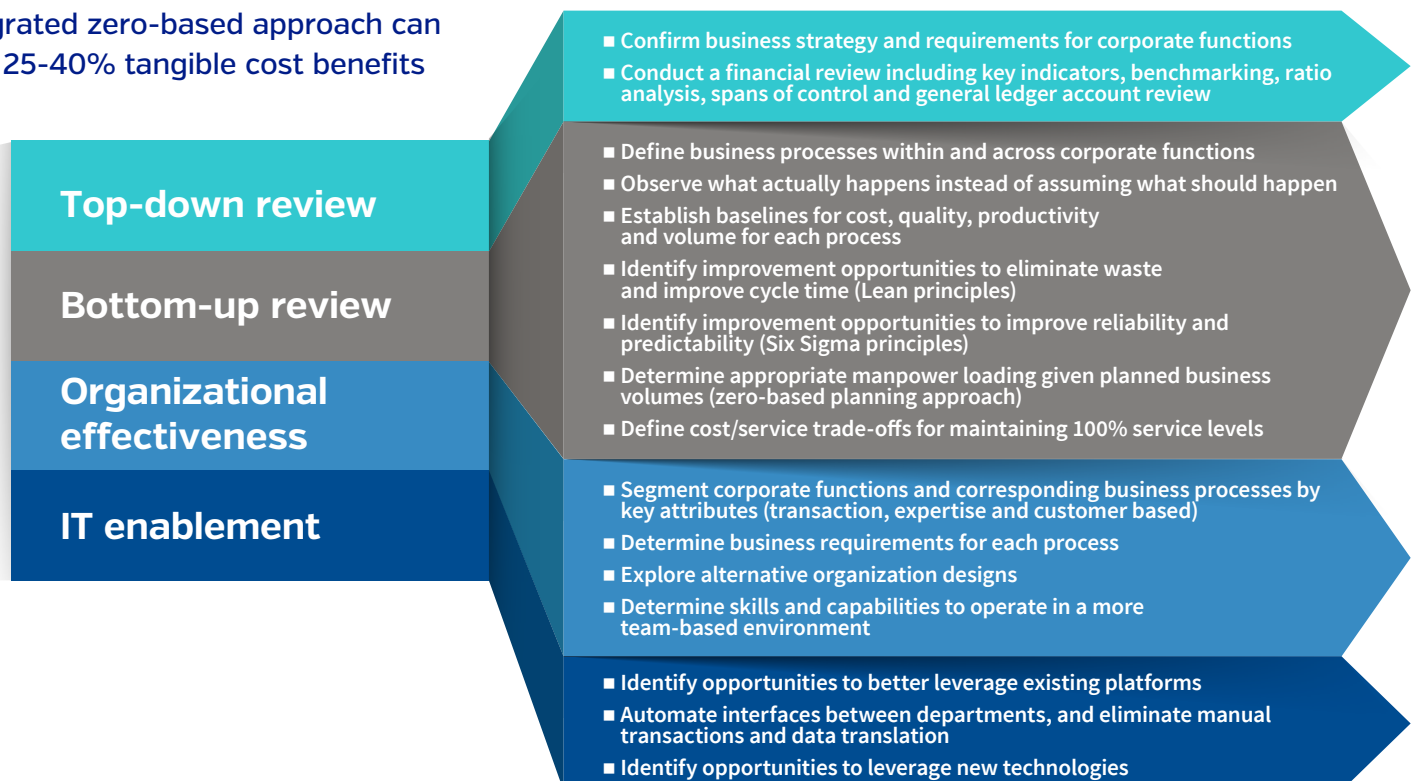 grated zero-based approach can
25-40% tangible cost benefits
Top-down review
Bottom-up review
Organizational
effectiveness
IT enablement
■ Confirm business strategy and requirements for corporate functions
■ Conduct a financial review including key indicators, benchmarking, ratio
analysis, spans of control and general ledger account review
■ Define business processes within and across corporate functions
■ Observe what actually happens instead of assuming what should happen
■ Establish baselines for cost, quality, productivity
and volume for each process
■ Identify improvement opportunities to eliminate waste
and improve cycle time (Lean principles)
■ Identify improvement opportunities to improve reliability and
predictability (Six Sigma principles)
■ Determine appropriate manpower loading given planned business
volumes (zero-based planning approach)
■ Define cost/service trade-offs for maintaining 100% service levels
■ Segment corporate functions and corresponding business processes by
key attributes (transaction, expertise and customer based)
■ Determine business requirements for each process
■ Explore alternative organization designs
■ Determine skills and capabilities to operate in a more
team-based environment
■ Identify opportunities to better leverage existing platforms
■ Automate interfaces between departments, and eliminate manual
transactions and data translation
■ Identify opportunities to leverage new technologies